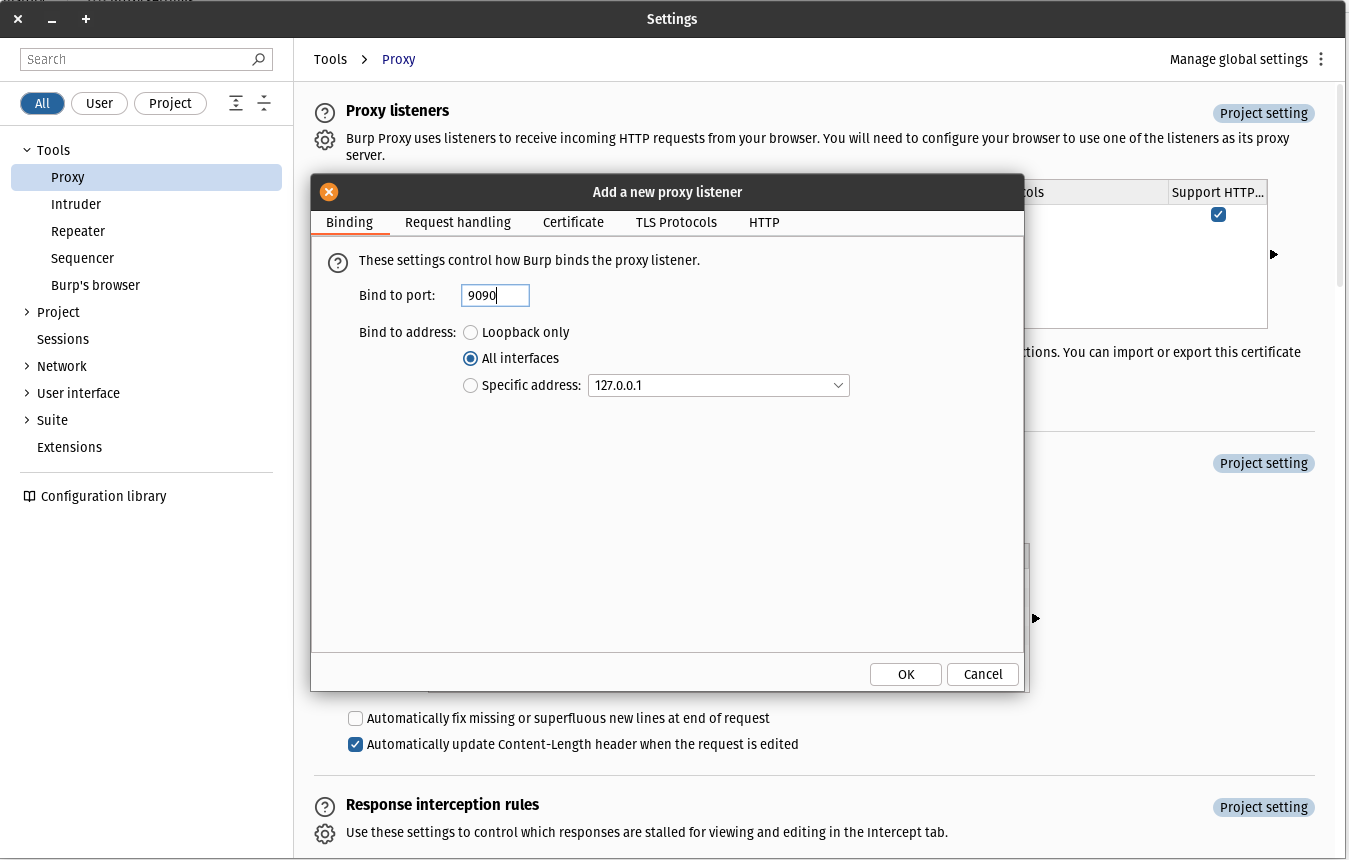 Settings
Search
Tools > Proxy
Manage global settings
All
User
Project
Tools
Proxy
Intruder
Repeater
Sequencer
Burp's browser
Project
Sessions
Network
User interface
Suite
Extensions
Configuration library
Proxy listeners
Project setting
Burp Proxy uses listeners to receive incoming HTTP requests from your browser. You will need to configure your browser to use one of the listeners as its proxy
server.
Support HTTP...
Add a new proxy listener
Binding
Request handling
Certificate
TLS Protocols
HTTP
These settings control how Burp binds the proxy listener.
Bind to port: 9090
Bind to address: Loopback only
All interfaces
Specific address: 127.0.0.1
OK
Cancel
You can import or export this certificate
Project setting
Automatically fix missing or superfluous new lines at end of request
Automatically update Content-Length header when the request is edited
Response interception rules
Project setting
Use these settings to control which responses are stalled for viewing and editing in the Intercept tab.